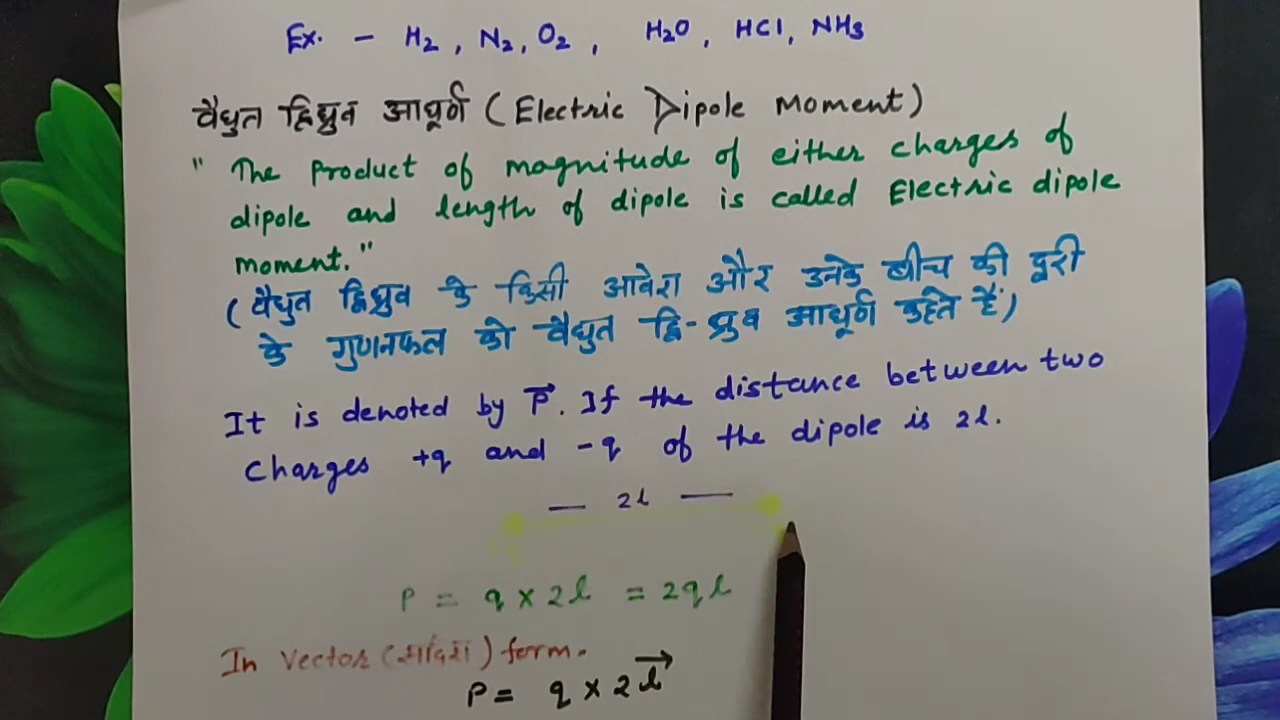 Ex. - H₂, N₂, O₂, H₂O, HCl, NH₃
वैद्युत द्विध्रुव आघूर्ण (Electric Dipole Moment)
" The Product of magnitude of either charges of
dipole and length of dipole is called Electric dipole
moment."
(वैद्युत द्विध्रुव के किसी आवेश और उनके बीच की दूरी
के गुणनफल को वैद्युत द्वि-ध्रुव आघूर्ण कहते हैं)
It is denoted by P⃗. If the distance between two
Charges +q and -q of the dipole is 2l.
— 2l —
P = q × 2l = 2ql
In Vector (सदिश) form.
P = q × 2l⃗